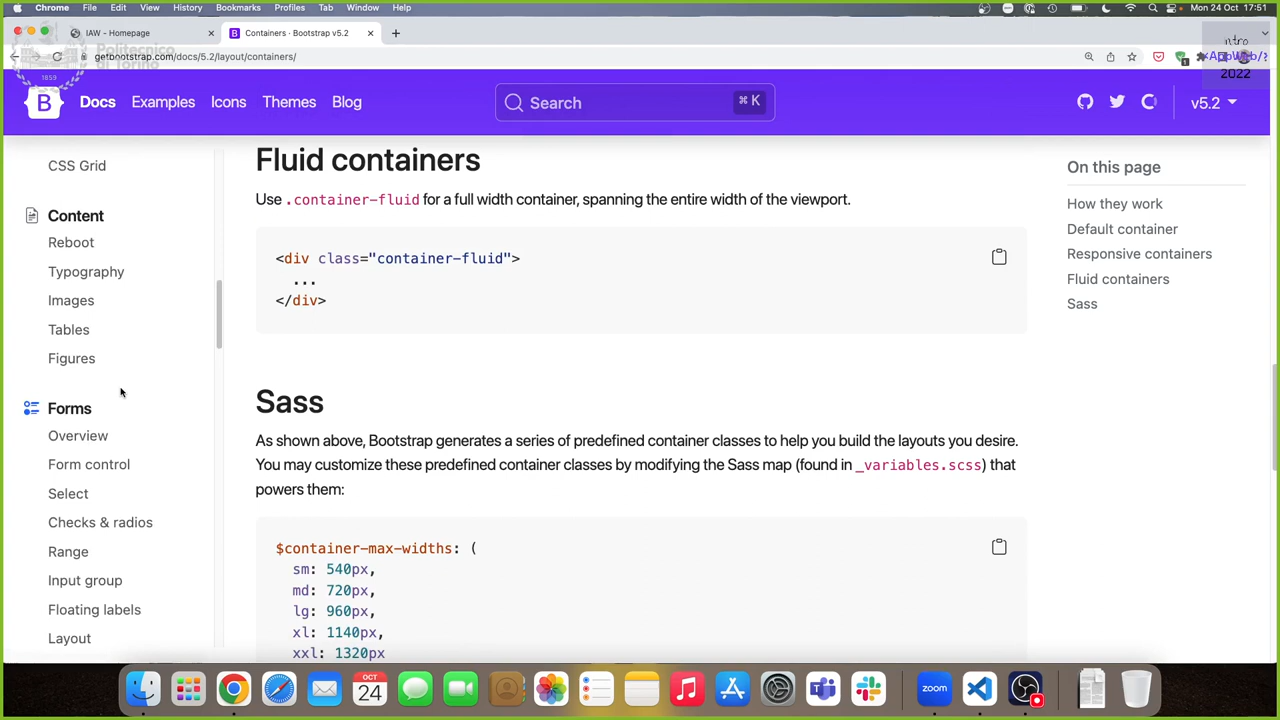 Chrome File Edit View History Bookmarks Profiles Tab Window Help
Mon 24 Oct 17:51
IAW - Homepage
Containers · Bootstrap v5.2
getbootstrap.com/docs/5.2/layout/containers/
Politecnico
di Torino
1859
intro
<AppWeb/>
2022
B
Docs Examples Icons Themes Blog
Search
⌘ K
v5.2
CSS Grid
Content
Reboot
Typography
Images
Tables
Figures
Forms
Overview
Form control
Select
Checks & radios
Range
Input group
Floating labels
Layout
Fluid containers
Use .container-fluid for a full width container, spanning the entire width of the viewport.
<div class="container-fluid">
...
</div>
Sass
As shown above, Bootstrap generates a series of predefined container classes to help you build the layouts you desire.
You may customize these predefined container classes by modifying the Sass map (found in _variables.scss) that
powers them:
$container-max-widths: (
sm: 540px,
md: 720px,
lg: 960px,
xl: 1140px,
xxl: 1320px
On this page
How they work
Default container
Responsive containers
Fluid containers
Sass
OCT
24
zoom